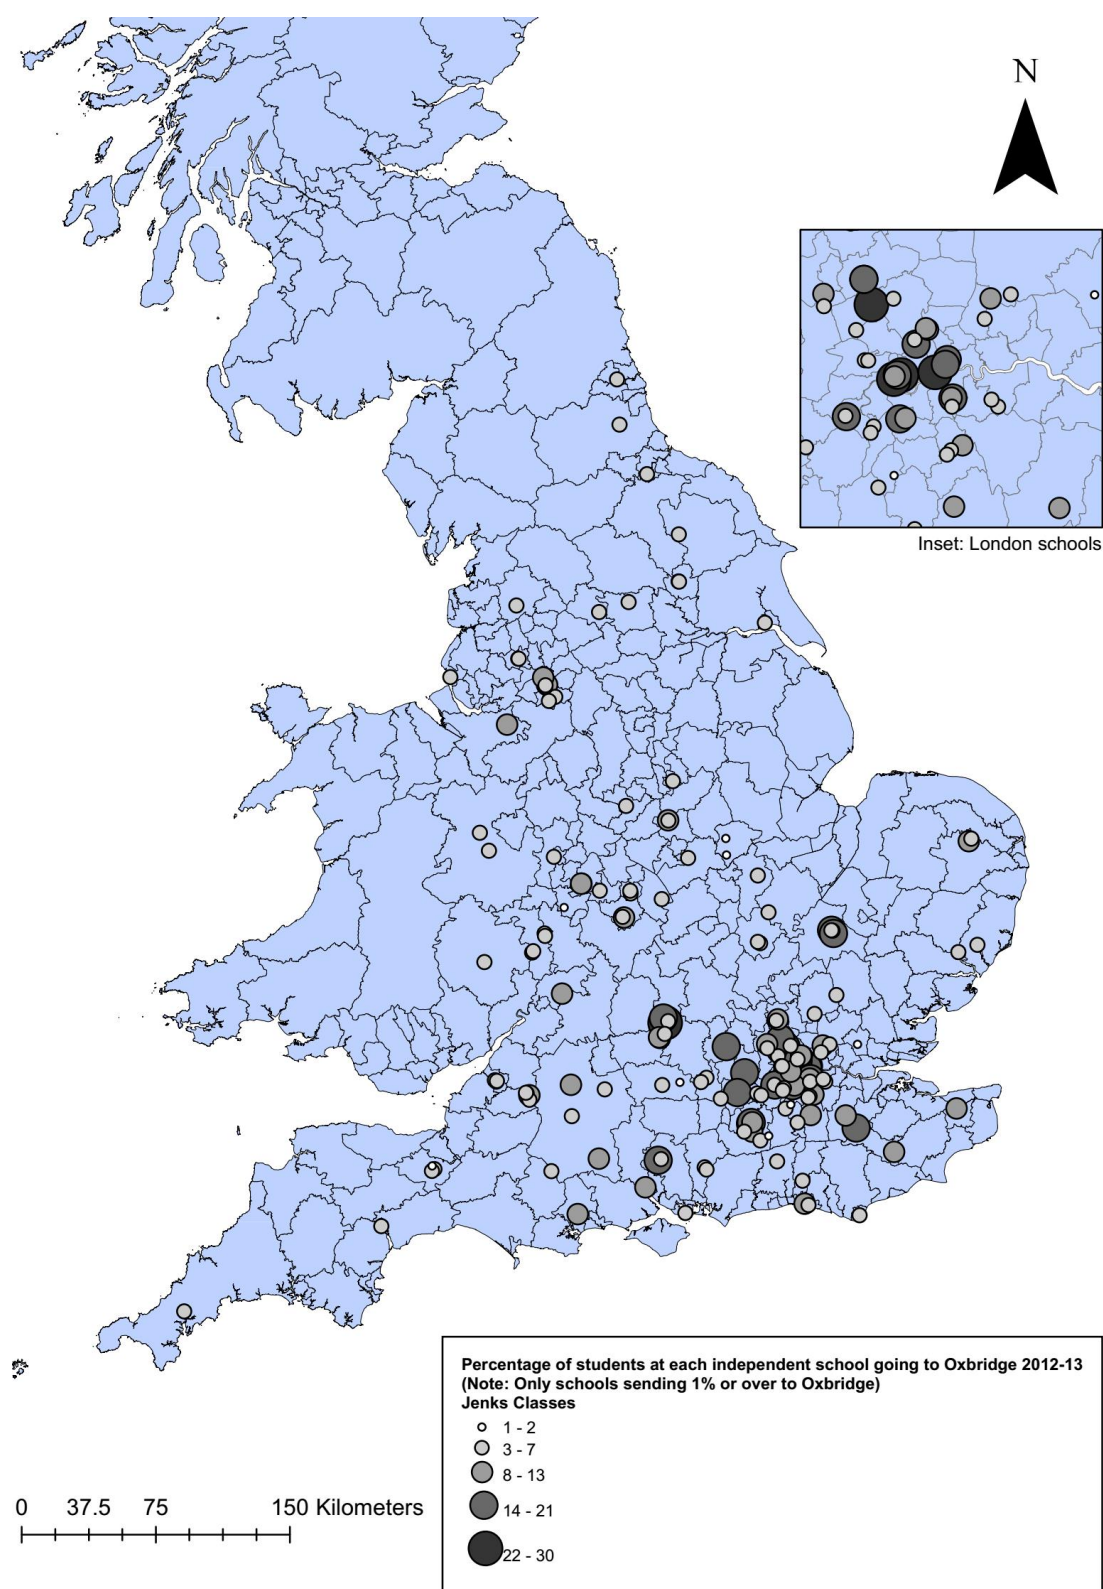 N
Inset: London schools
Percentage of students at each independent school going to Oxbridge 2012-13
(Note: Only schools sending 1% or over to Oxbridge)
Jenks Classes
1 - 2
3 - 7
8 - 13
14 - 21
22 - 30
0 37.5 75 150 Kilometers